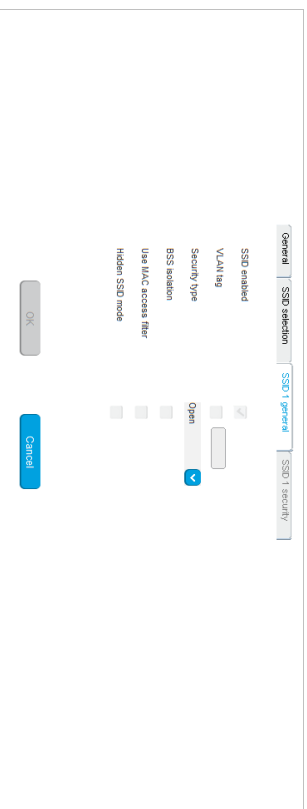 General SSID selection SSID 1 general SSID 1 security
SSID enabled
VLAN tag
Security type Open
BSS isolation
Use MAC access filter
Hidden SSID mode
OK Cancel